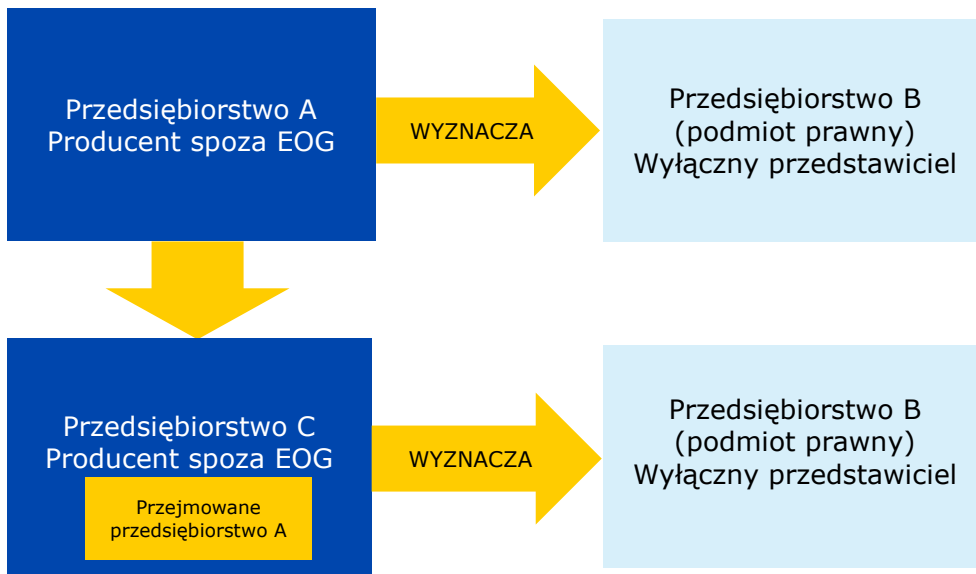 Przedsiębiorstwo A
Producent spoza EOG
WYZNACZA
Przedsiębiorstwo B
(podmiot prawny)
Wyłączny przedstawiciel
Przedsiębiorstwo C
Producent spoza EOG
Przejmowane
przedsiębiorstwo A
WYZNACZA
Przedsiębiorstwo B
(podmiot prawny)
Wyłączny przedstawiciel